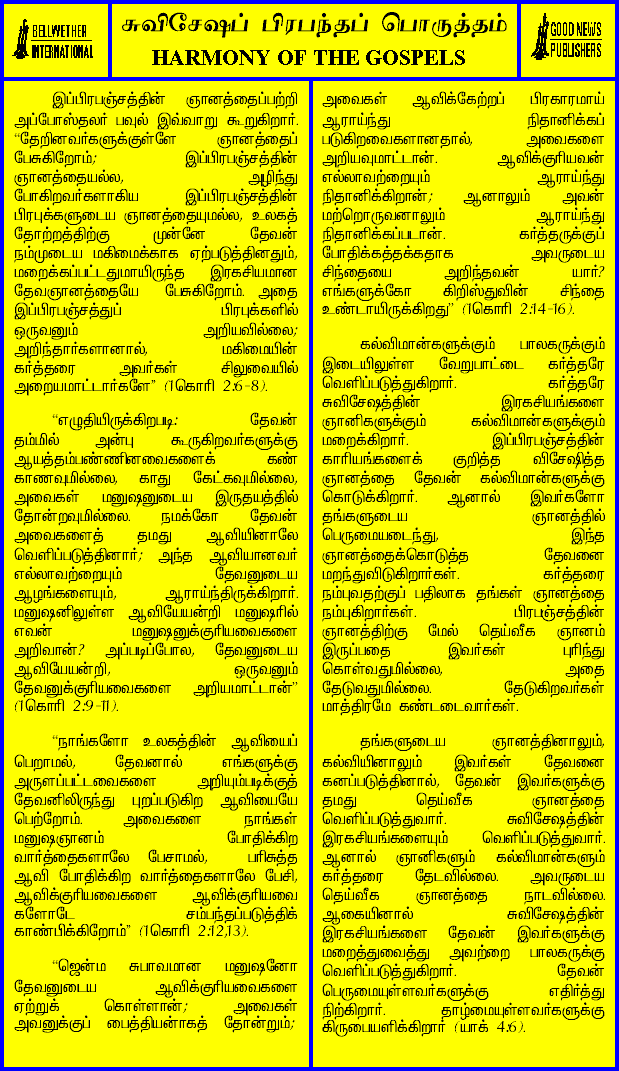 BELLWETHER
INTERNATIONAL
சுவிசேஷப் பிரபந்தப் பொருத்தம்
HARMONY OF THE GOSPELS
GOOD NEWS
PUBLISHERS
இப்பிரபஞ்சத்தின் ஞானத்தைப்பற்றி
அப்போஸ்தலர் பவுல் இவ்வாறு கூறுகிறார்.
“தேறினவர்களுக்குள்ளே ஞானத்தைப்
பேசுகிறோம்; இப்பிரபஞ்சத்தின்
ஞானத்தையல்ல, அழிந்து
போகிறவர்களாகிய இப்பிரபஞ்சத்தின்
பிரபுக்களுடைய ஞானத்தையுமல்ல, உலகத்
தோற்றத்திற்கு முன்னே தேவன்
நம்முடைய மகிமைக்காக ஏற்படுத்தினதும்,
மறைக்கப்பட்டதுமாயிருந்த இரகசியமான
தேவஞானத்தையே பேசுகிறோம். அதை
இப்பிரபஞ்சத்துப் பிரபுக்களில்
ஒருவனும் அறியவில்லை;
அறிந்தார்களானால், மகிமையின்
கர்த்தரை அவர்கள் சிலுவையில்
அறையமாட்டார்களே” (1கொரி 2:6-8).
“எழுதியிருக்கிறபடி: தேவன்
தம்மில் அன்பு கூருகிறவர்களுக்கு
ஆயத்தம்பண்ணினவைகளைக் கண்
காணவுமில்லை, காது கேட்கவுமில்லை,
அவைகள் மனுஷனுடைய இருதயத்தில்
தோன்றவுமில்லை. நமக்கோ தேவன்
அவைகளைத் தமது ஆவியினாலே
வெளிப்படுத்தினார்; அந்த ஆவியானவர்
எல்லாவற்றையும் தேவனுடைய
ஆழங்களையும், ஆராய்ந்திருக்கிறார்.
மனுஷனிலுள்ள ஆவியேயன்றி மனுஷரில்
எவன் மனுஷனுக்குரியவைகளை
அறிவான்? அப்படிப்போல, தேவனுடைய
ஆவியேயன்றி, ஒருவனும்
தேவனுக்குரியவைகளை அறியமாட்டான்”
(1கொரி 2:9-11).
“நாங்களோ உலகத்தின் ஆவியைப்
பெறாமல், தேவனால் எங்களுக்கு
அருளப்பட்டவைகளை அறியும்படிக்குத்
தேவனிலிருந்து புறப்படுகிற ஆவியையே
பெற்றோம். அவைகளை நாங்கள்
மனுஷஞானம் போதிக்கிற
வார்த்தைகளாலே பேசாமல், பரிசுத்த
ஆவி போதிக்கிற வார்த்தைகளாலே பேசி,
ஆவிக்குரியவைகளை ஆவிக்குரியவை
களோடே சம்பந்தப்படுத்திக்
காண்பிக்கிறோம்” (1கொரி 2:12,13).
“ஜென்ம சுபாவமான மனுஷனோ
தேவனுடைய ஆவிக்குரியவைகளை
ஏற்றுக் கொள்ளான்; அவைகள்
அவனுக்குப் பைத்தியமாகத் தோன்றும்;
அவைகள் ஆவிக்கேற்றப் பிரகாரமாய்
ஆராய்ந்து நிதானிக்கப்
படுகிறவைகளானதால், அவைகளை
அறியவுமாட்டான். ஆவிக்குரியவன்
எல்லாவற்றையும் ஆராய்ந்து
நிதானிக்கிறான்; ஆனாலும் அவன்
மற்றொருவனாலும் ஆராய்ந்து
நிதானிக்கப்படான். கர்த்தருக்குப்
போதிக்கத்தக்கதாக அவருடைய
சிந்தையை அறிந்தவன் யார்?
எங்களுக்கோ கிறிஸ்துவின் சிந்தை
உண்டாயிருக்கிறது” (1கொரி 2:14-16).
கல்விமான்களுக்கும் பாலகருக்கும்
இடையிலுள்ள வேறுபாட்டை கர்த்தரே
வெளிப்படுத்துகிறார். கர்த்தரே
சுவிசேஷத்தின் இரகசியங்களை
ஞானிகளுக்கும் கல்விமான்களுக்கும்
மறைக்கிறார். இப்பிரபஞ்சத்தின்
காரியங்களைக் குறித்த விசேஷித்த
ஞானத்தை தேவன் கல்விமான்களுக்கு
கொடுக்கிறார். ஆனால் இவர்களோ
தங்களுடைய ஞானத்தில்
பெருமையடைந்து, இந்த
ஞானத்தைக்கொடுத்த தேவனை
மறந்துவிடுகிறார்கள். கர்த்தரை
நம்புவதற்குப் பதிலாக தங்கள் ஞானத்தை
நம்புகிறார்கள். பிரபஞ்சத்தின்
ஞானத்திற்கு மேல் தெய்வீக ஞானம்
இருப்பதை இவர்கள் புரிந்து
கொள்வதுமில்லை, அதை
தேடுவதுமில்லை. தேடுகிறவர்கள்
மாத்திரமே கண்டடைவார்கள்.
தங்களுடைய ஞானத்தினாலும்,
கல்வியினாலும் இவர்கள் தேவனை
கனப்படுத்தினால், தேவன் இவர்களுக்கு
தமது தெய்வீக ஞானத்தை
வெளிப்படுத்துவார். சுவிசேஷத்தின்
இரகசியங்களையும் வெளிப்படுத்துவார்.
ஆனால் ஞானிகளும் கல்விமான்களும்
கர்த்தரை தேடவில்லை. அவருடைய
தெய்வீக ஞானத்தை நாடவில்லை.
ஆகையினால் சுவிசேஷத்தின்
இரகசியங்களை தேவன் இவர்களுக்கு
மறைத்துவைத்து அவற்றை பாலகருக்கு
வெளிப்படுத்துகிறார். தேவன்
பெருமையுள்ளவர்களுக்கு எதிர்த்து
நிற்கிறார். தாழ்மையுள்ளவர்களுக்கு
கிருபையளிக்கிறார் (யாக் 4:6).